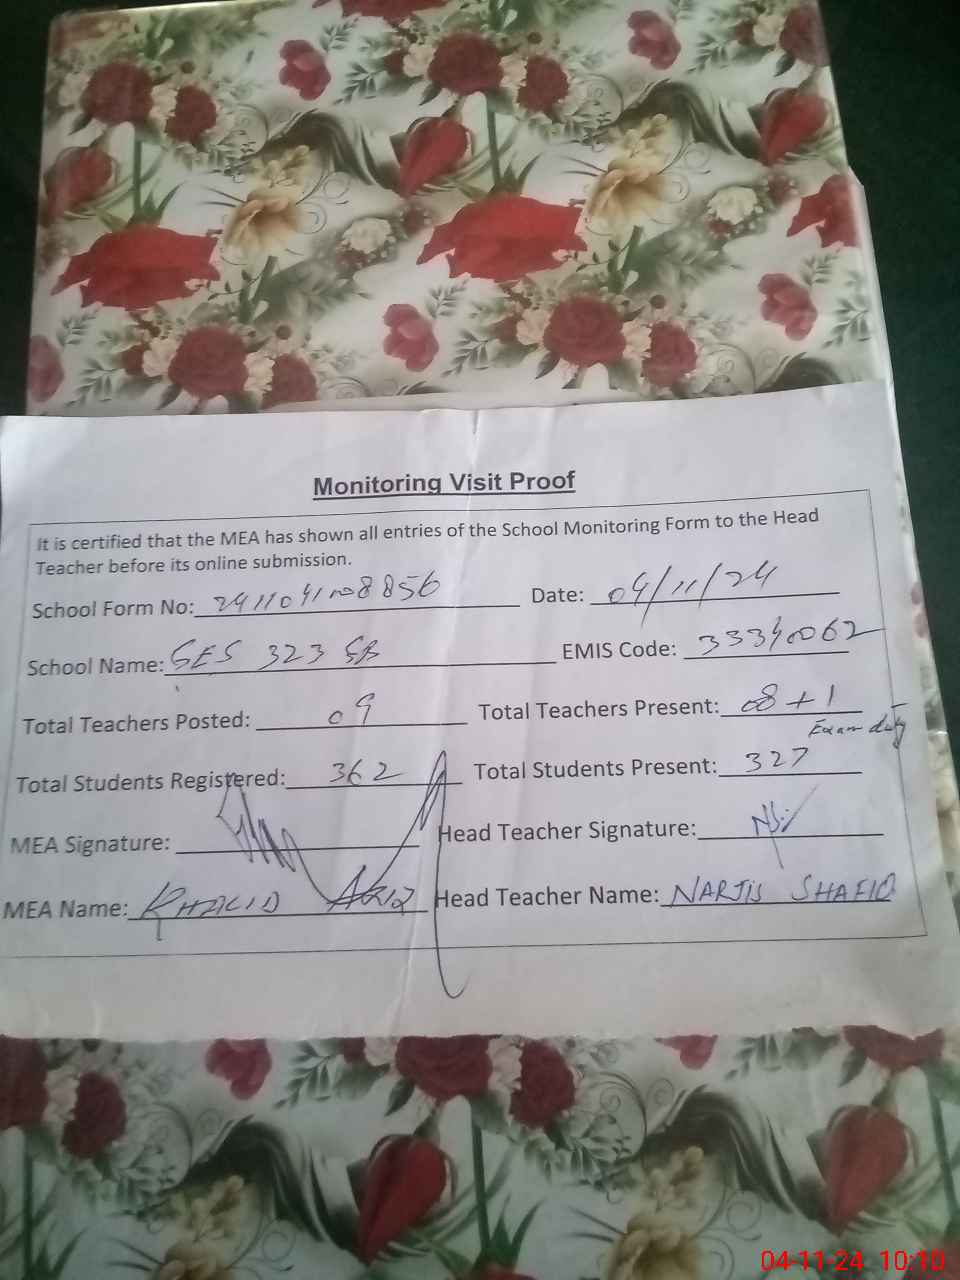 Monitoring Visit Proof
It is certified that the MEA has shown all entries of the School Monitoring Form to the Head
Teacher before its online submission.
School Form No: 2411041008856 Date: 04/11/24
School Name: GES 323 GB EMIS Code: 33340062
Total Teachers Posted: 09 Total Teachers Present: 08+1
Exam duty
Total Students Registered: 362 Total Students Present: 327
MEA Signature: Head Teacher Signature:
MEA Name: KHALID AZIZ Head Teacher Name: NARJIS SHAFIQ
04-11-24 10:10